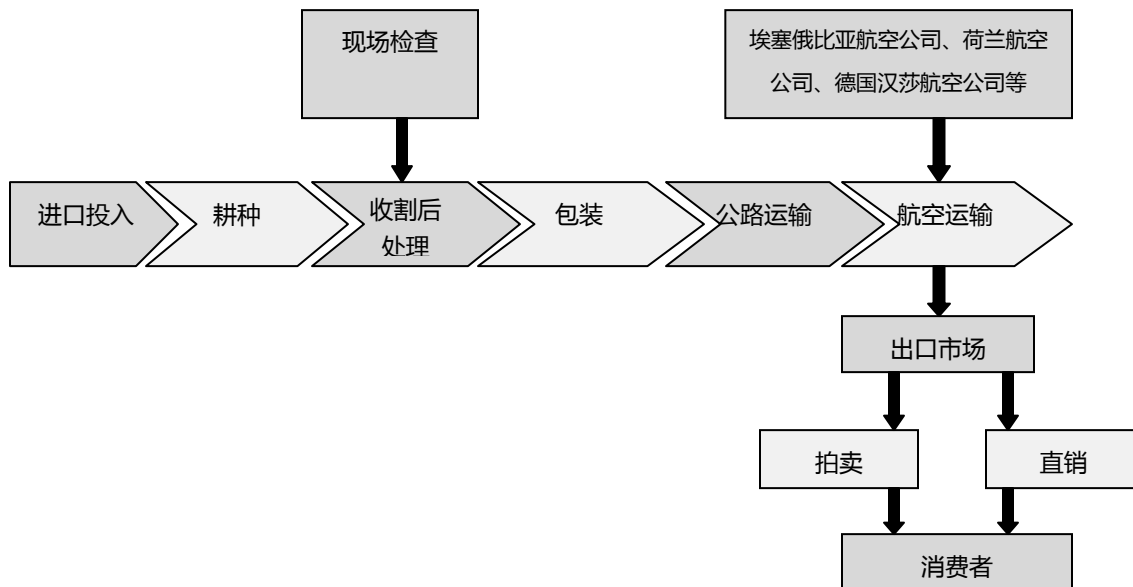 现场检查
埃塞俄比亚航空公司、荷兰航空
公司、德国汉莎航空公司等
进口投入
耕种
收割后
处理
包装
公路运输
航空运输
出口市场
拍卖
直销
消费者